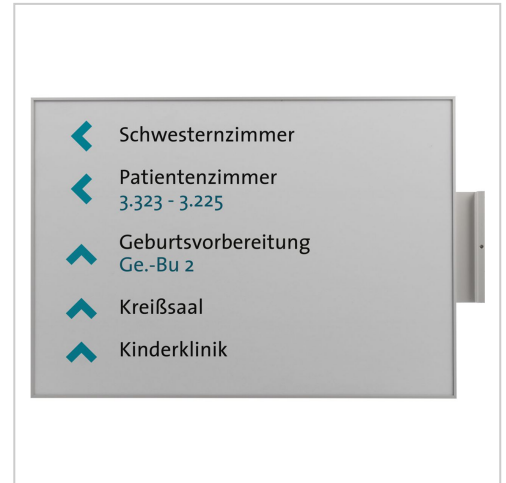 Schwesternzimmer
Patientenzimmer
3.323 - 3.225
Geburtsvorbereitung
Ge.-Bu 2
Kreißsaal
Kinderklinik